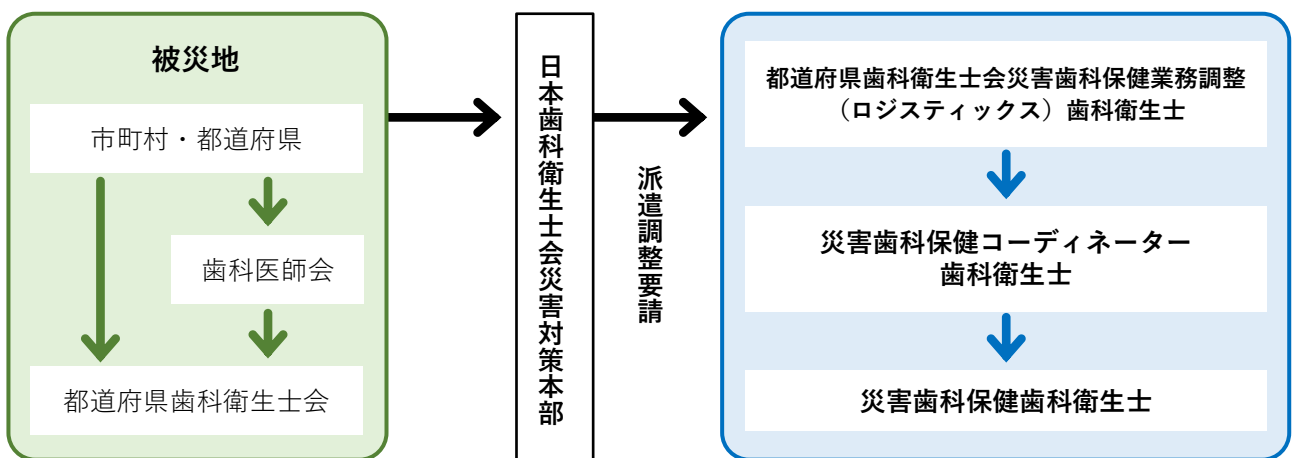 被災地
市町村・都道府県
歯科医師会
都道府県歯科衛生士会
日本歯科衛生士会災害対策本部
派遣調整要請
都道府県歯科衛生士会災害歯科保健業務調整
（ロジスティックス）歯科衛生士
災害歯科保健コーディネーター
歯科衛生士
災害歯科保健歯科衛生士